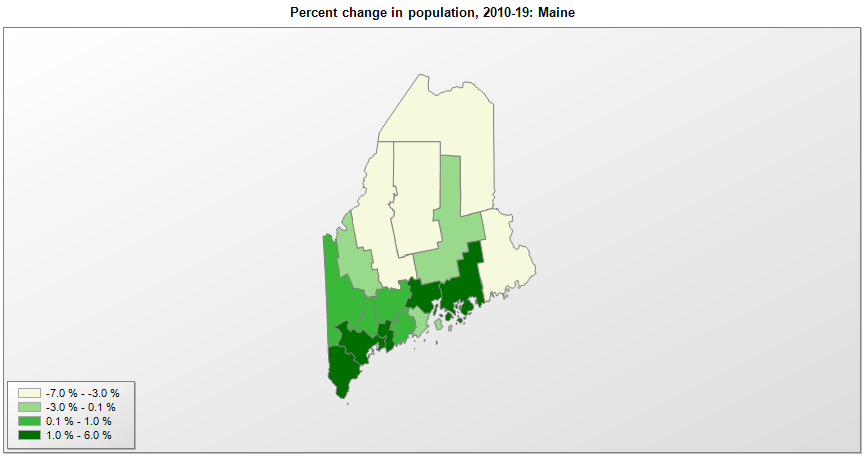 Percent change in population, 2010-19: Maine
-7.0 % - -3.0 %
-3.0 % - 0.1 %
0.1 % - 1.0 %
1.0 % - 6.0 %